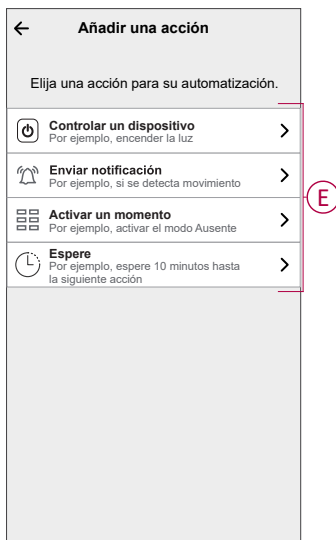 Añadir una acción
Elija una acción para su automatización.
Controlar un dispositivo
Por ejemplo, encender la luz
Enviar notificación
Por ejemplo, si se detecta movimiento
Activar un momento
Por ejemplo, activar el modo Ausente
Espere
Por ejemplo, espere 10 minutos hasta
la siguiente acción
E